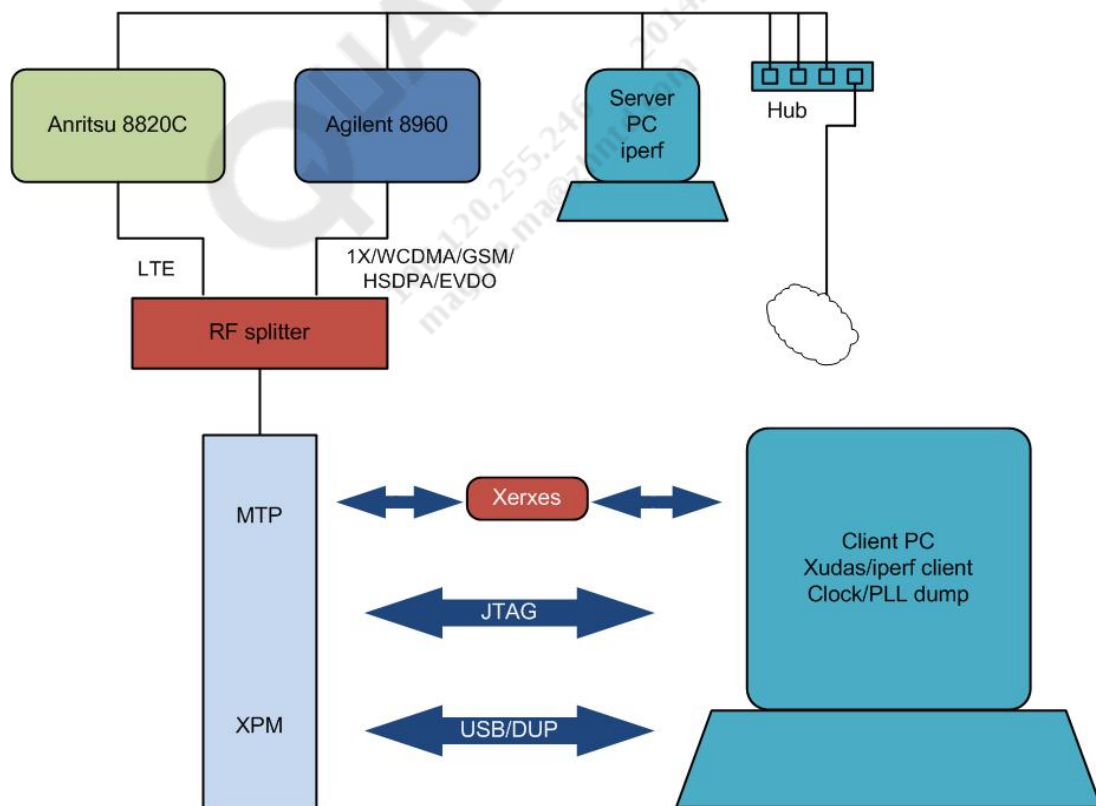 Anritsu 8820C
Agilent 8960
Server
PC
iperf
Hub
LTE
1X/WCDMA/GSM/
HSDPA/EVDO
RF splitter
MTP
Xerxes
Client PC
Xudas/iperf client
Clock/PLL dump
JTAG
XPM
USB/DUP